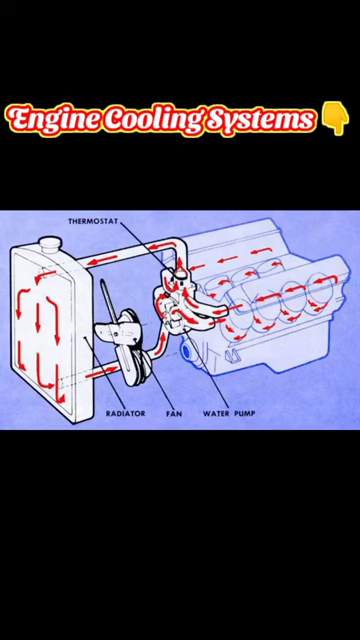 Engine Cooling Systems 👇
THERMOSTAT
RADIATOR
FAN
WATER PUMP